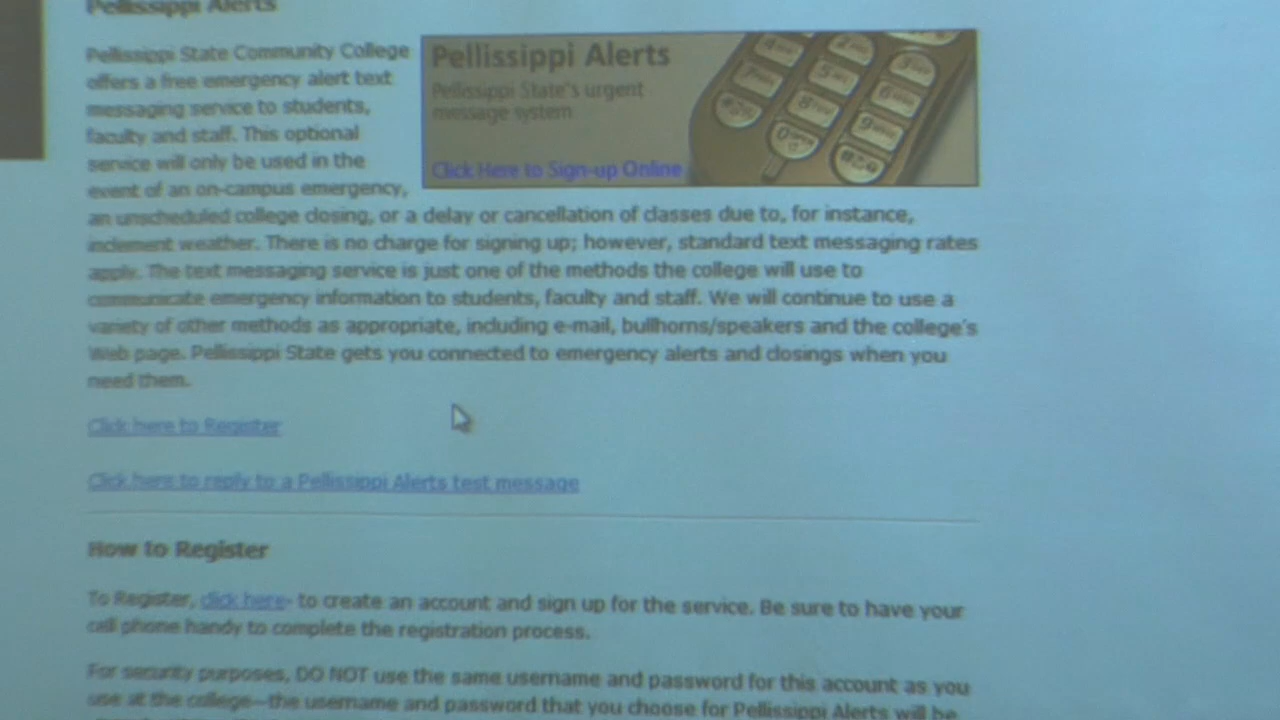 Pellissippi Alerts
Pellissippi State Community College
offers a free emergency alert text
messaging service to students,
faculty and staff. This optional
service will only be used in the
event of an on-campus emergency,
Pellissippi Alerts
Pellissippi State's urgent
message system
Click Here to Sign-up Online
an unscheduled college closing, or a delay or cancellation of classes due to, for instance,
inclement weather. There is no charge for signing up; however, standard text messaging rates
apply. The text messaging service is just one of the methods the college will use to
communicate emergency information to students, faculty and staff. We will continue to use a
variety of other methods as appropriate, including e-mail, bullhorns/speakers and the college's
Web page. Pellissippi State gets you connected to emergency alerts and closings when you
need them.
Click here to Register
Click here to reply to a Pellissippi Alerts test message
How to Register
To Register, click here- to create an account and sign up for the service. Be sure to have your
cell phone handy to complete the registration process.
For security purposes, DO NOT use the same username and password for this account as you
use at the college—the username and password that you choose for Pellissippi Alerts will be